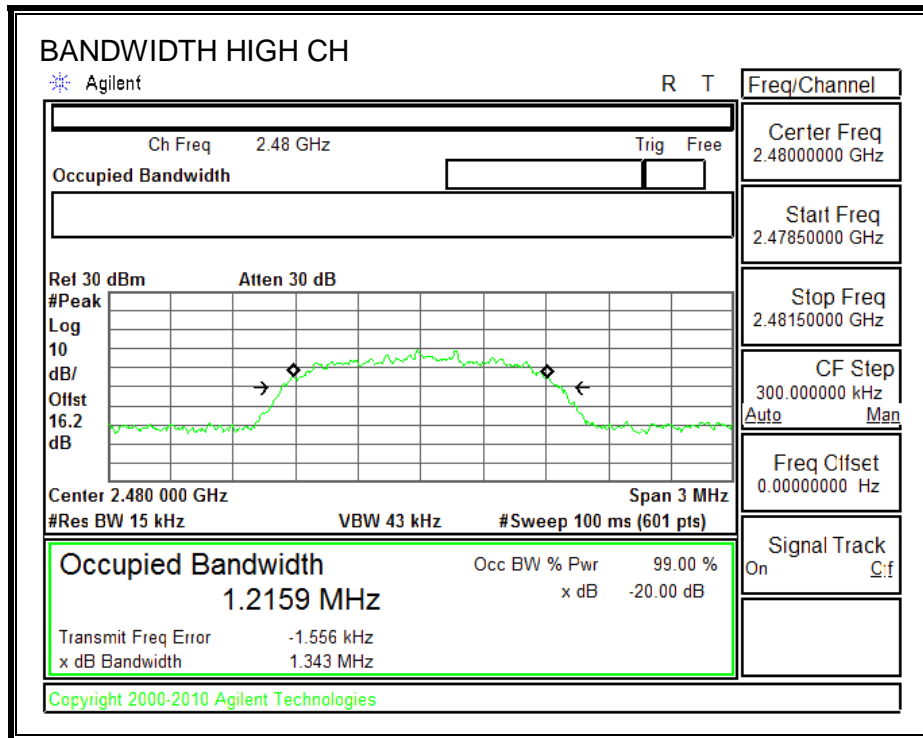 BANDWIDTH HIGH CH
Agilent R T
Freq/Channel
Ch Freq 2.48 GHz Trig Free
Occupied Bandwidth
Center Freq
2.48000000 GHz
Start Freq
2.47850000 GHz
Stop Freq
2.48150000 GHz
CF Step
300.000000 kHz
Auto Man
Freq Offset
0.00000000 Hz
Signal Track
On Off
Ref 30 dBm Atten 30 dB
#Peak
Log
10
dB/
Offst
16.2
dB
Center 2.480 000 GHz Span 3 MHz
#Res BW 15 kHz VBW 43 kHz #Sweep 100 ms (601 pts)
Occupied Bandwidth
1.2159 MHz
Occ BW % Pwr 99.00 %
x dB -20.00 dB
Transmit Freq Error -1.556 kHz
x dB Bandwidth 1.343 MHz
Copyright 2000-2010 Agilent Technologies